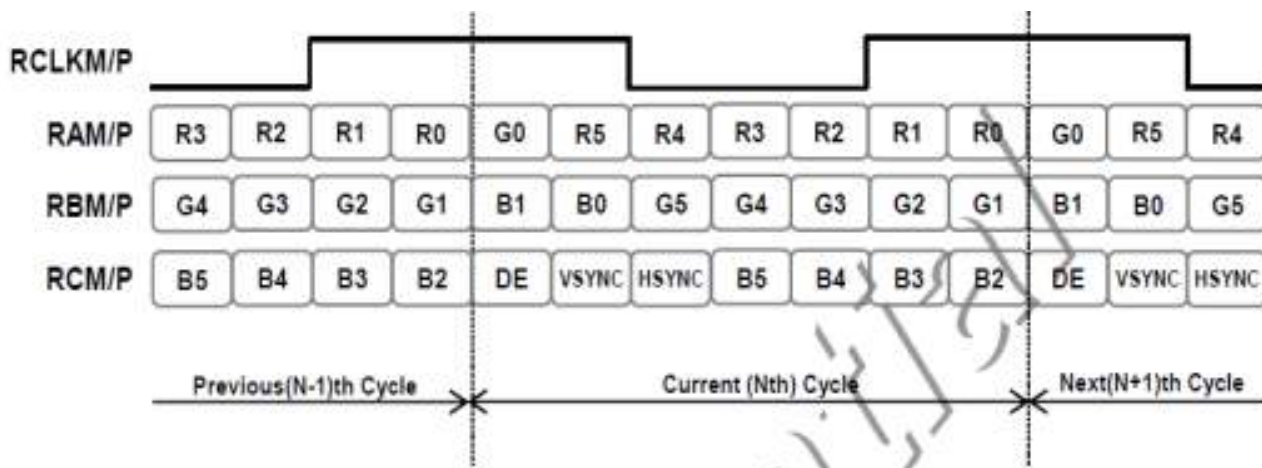 RCLKM/P
RAM/P R3 R2 R1 R0 G0 R5 R4 R3 R2 R1 R0 G0 R5 R4
RBM/P G4 G3 G2 G1 B1 B0 G5 G4 G3 G2 G1 B1 B0 G5
RCM/P B5 B4 B3 B2 DE VSYNC HSYNC B5 B4 B3 B2 DE VSYNC HSYNC
Previous(N-1)th Cycle Current (Nth) Cycle Next(N+1)th Cycle